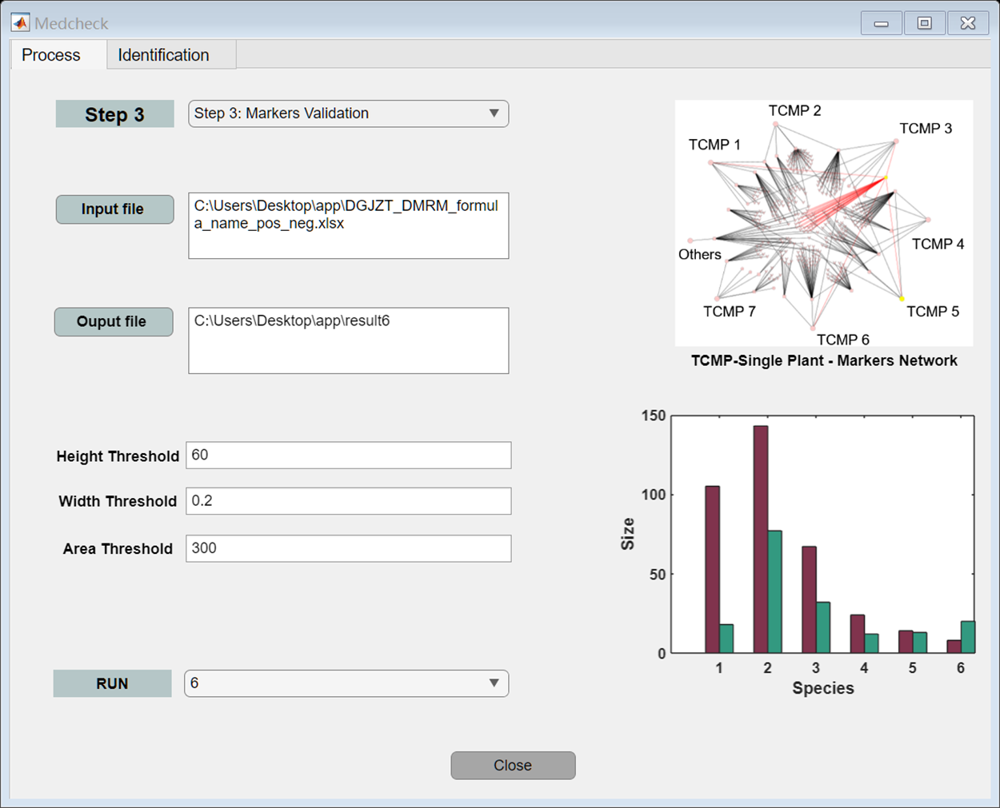 Medcheck
Process
Identification
Step 3
Step 3: Markers Validation
Input file
C:\Users\Desktop\app\DGJZT_DMRM_formul
a_name_pos_neg.xlsx
Ouput file
C:\Users\Desktop\app\result6
Height Threshold
60
Width Threshold
0.2
Area Threshold
300
RUN
6
Close
TCMP 2
TCMP 3
TCMP 1
TCMP 4
Others
TCMP 7
TCMP 5
TCMP 6
TCMP-Single Plant - Markers Network
150
100
50
0
Size
1 2 3 4 5 6
Species